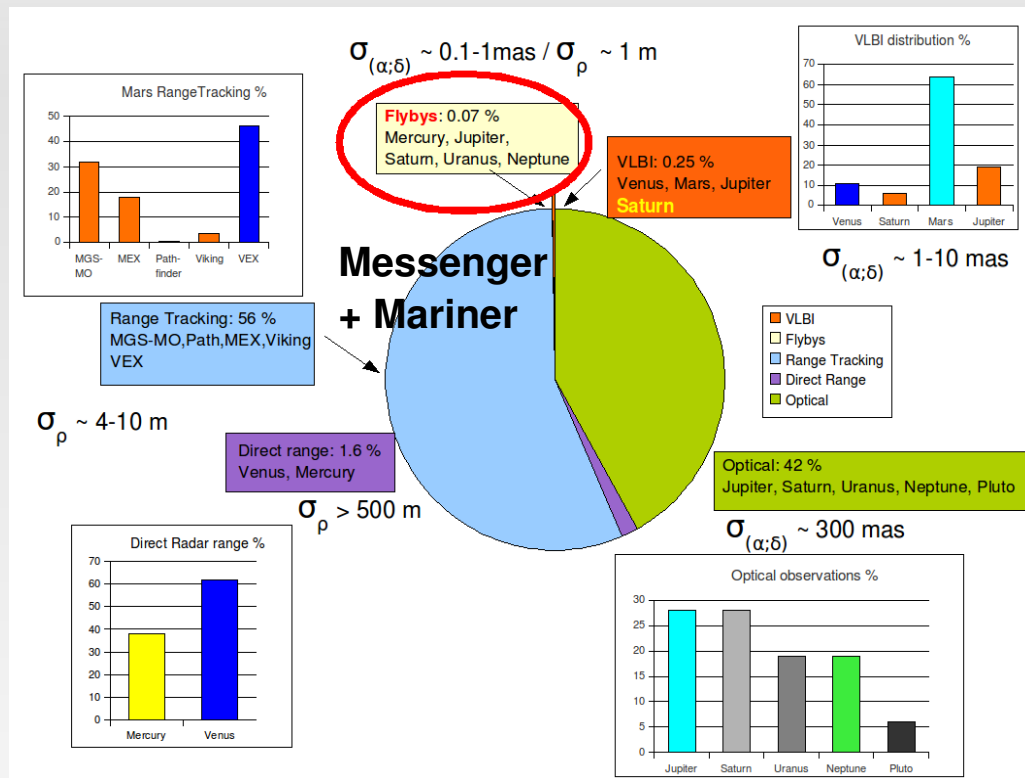 σ(α;δ) ~ 0.1-1mas / σρ ~ 1 m
Mars RangeTracking %
50
40
30
20
10
0
MGS-MO
MEX
Path-finder
Viking
VEX
Flybys: 0.07 %
Mercury, Jupiter,
Saturn, Uranus, Neptune
VLBI: 0.25 %
Venus, Mars, Jupiter
Saturn
VLBI distribution %
70
60
50
40
30
20
10
0
Venus
Saturn
Mars
Jupiter
σ(α;δ) ~ 1-10 mas
Messenger
+ Mariner
Range Tracking: 56 %
MGS-MO,Path,MEX,Viking
VEX
σρ ~ 4-10 m
VLBI
Flybys
Range Tracking
Direct Range
Optical
Direct range: 1.6 %
Venus, Mercury
σρ > 500 m
Optical: 42 %
Jupiter, Saturn, Uranus, Neptune, Pluto
σ(α;δ) ~ 300 mas
Direct Radar range %
70
60
50
40
30
20
10
0
Mercury
Venus
Optical observations %
30
25
20
15
10
5
0
Jupiter
Saturn
Uranus
Neptune
Pluto